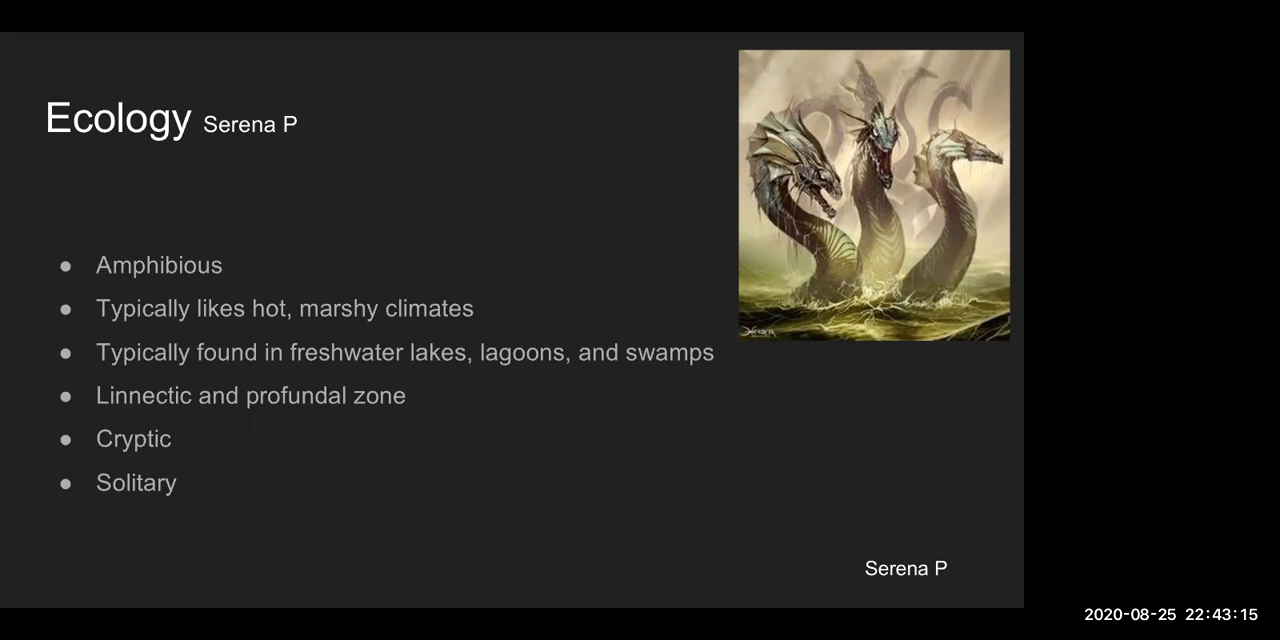 Ecology Serena P
● Amphibious
● Typically likes hot, marshy climates
● Typically found in freshwater lakes, lagoons, and swamps
● Linnectic and profundal zone
● Cryptic
● Solitary
Serena P
2020-08-25 22:43:15